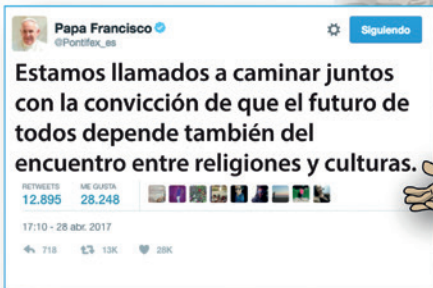 Papa Francisco
@Pontifex_es
Siguiendo
Estamos llamados a caminar juntos
con la convicción de que el futuro de
todos depende también del
encuentro entre religiones y culturas.
RETWEETS ME GUSTA
12.895 28.248
17:10 - 28 abr. 2017
718 13K 28K